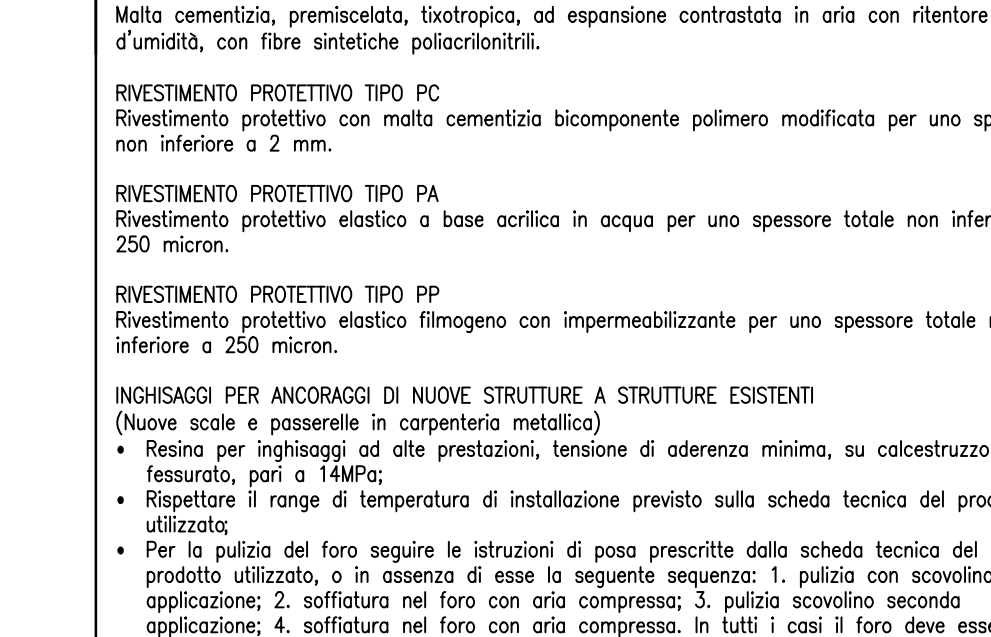 Malta cementizia, premiscelata, tixotropica, ad espansione contrastata in aria con ritentore
d'umidità, con fibre sintetiche poliacrilonitrili.
RIVESTIMENTO PROTETTIVO TIPO PC
Rivestimento protettivo con malta cementizia bicomponente polimero modificata per uno
non inferiore a 2 mm.
RIVESTIMENTO PROTETTIVO TIPO PA
Rivestimento protettivo elastico a base acrilica in acqua per uno spessore totale non
250 micron.
RIVESTIMENTO PROTETTIVO TIPO PP
Rivestimento protettivo elastico filmogeno con impermeabilizzante per uno spessore totale
inferiore a 250 micron.
INGHISAGGI PER ANCORAGGI DI NUOVE STRUTTURE A STRUTTURE ESISTENTI
(Nuove scale e passerelle in carpenteria metallica)
• Resina per inghisaggi ad alte prestazioni, tensione di aderenza minima, su calcestruzzo
fessurato, pari a 14MPa;
• Rispettare il range di temperatura di installazione previsto sulla scheda tecnica del
utilizzato;
• Per la pulizia del foro seguire le istruzioni di posa prescritte dalla scheda tecnica del
prodotto utilizzato, o in assenza di esse la seguente sequenza: 1. pulizia con scovolino
applicazione; 2. soffiatura nel foro con aria compressa; 3. pulizia scovolino seconda
applicazione; 4. soffiatura nel foro con aria compressa. In tutti i casi il foro deve